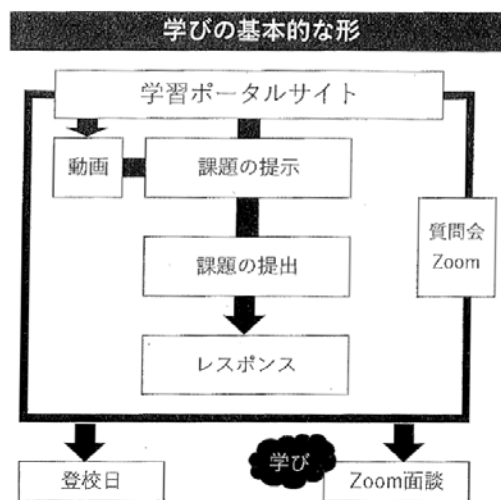 学びの基本的な形
学習ポータルサイト
動画
課題の提示
質問会
Zoom
課題の提出
レスポンス
学び
登校日
Zoom面談